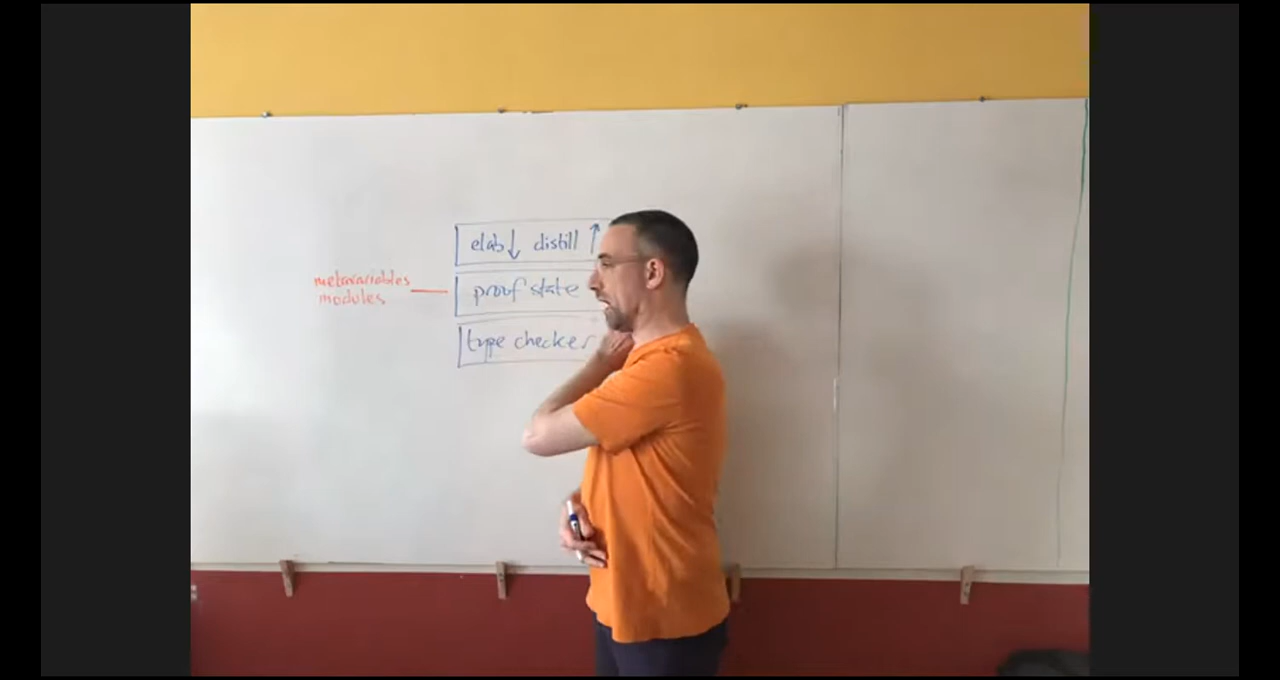 elab ↓ distill ↑
metavariables
modules
proof state
type checker